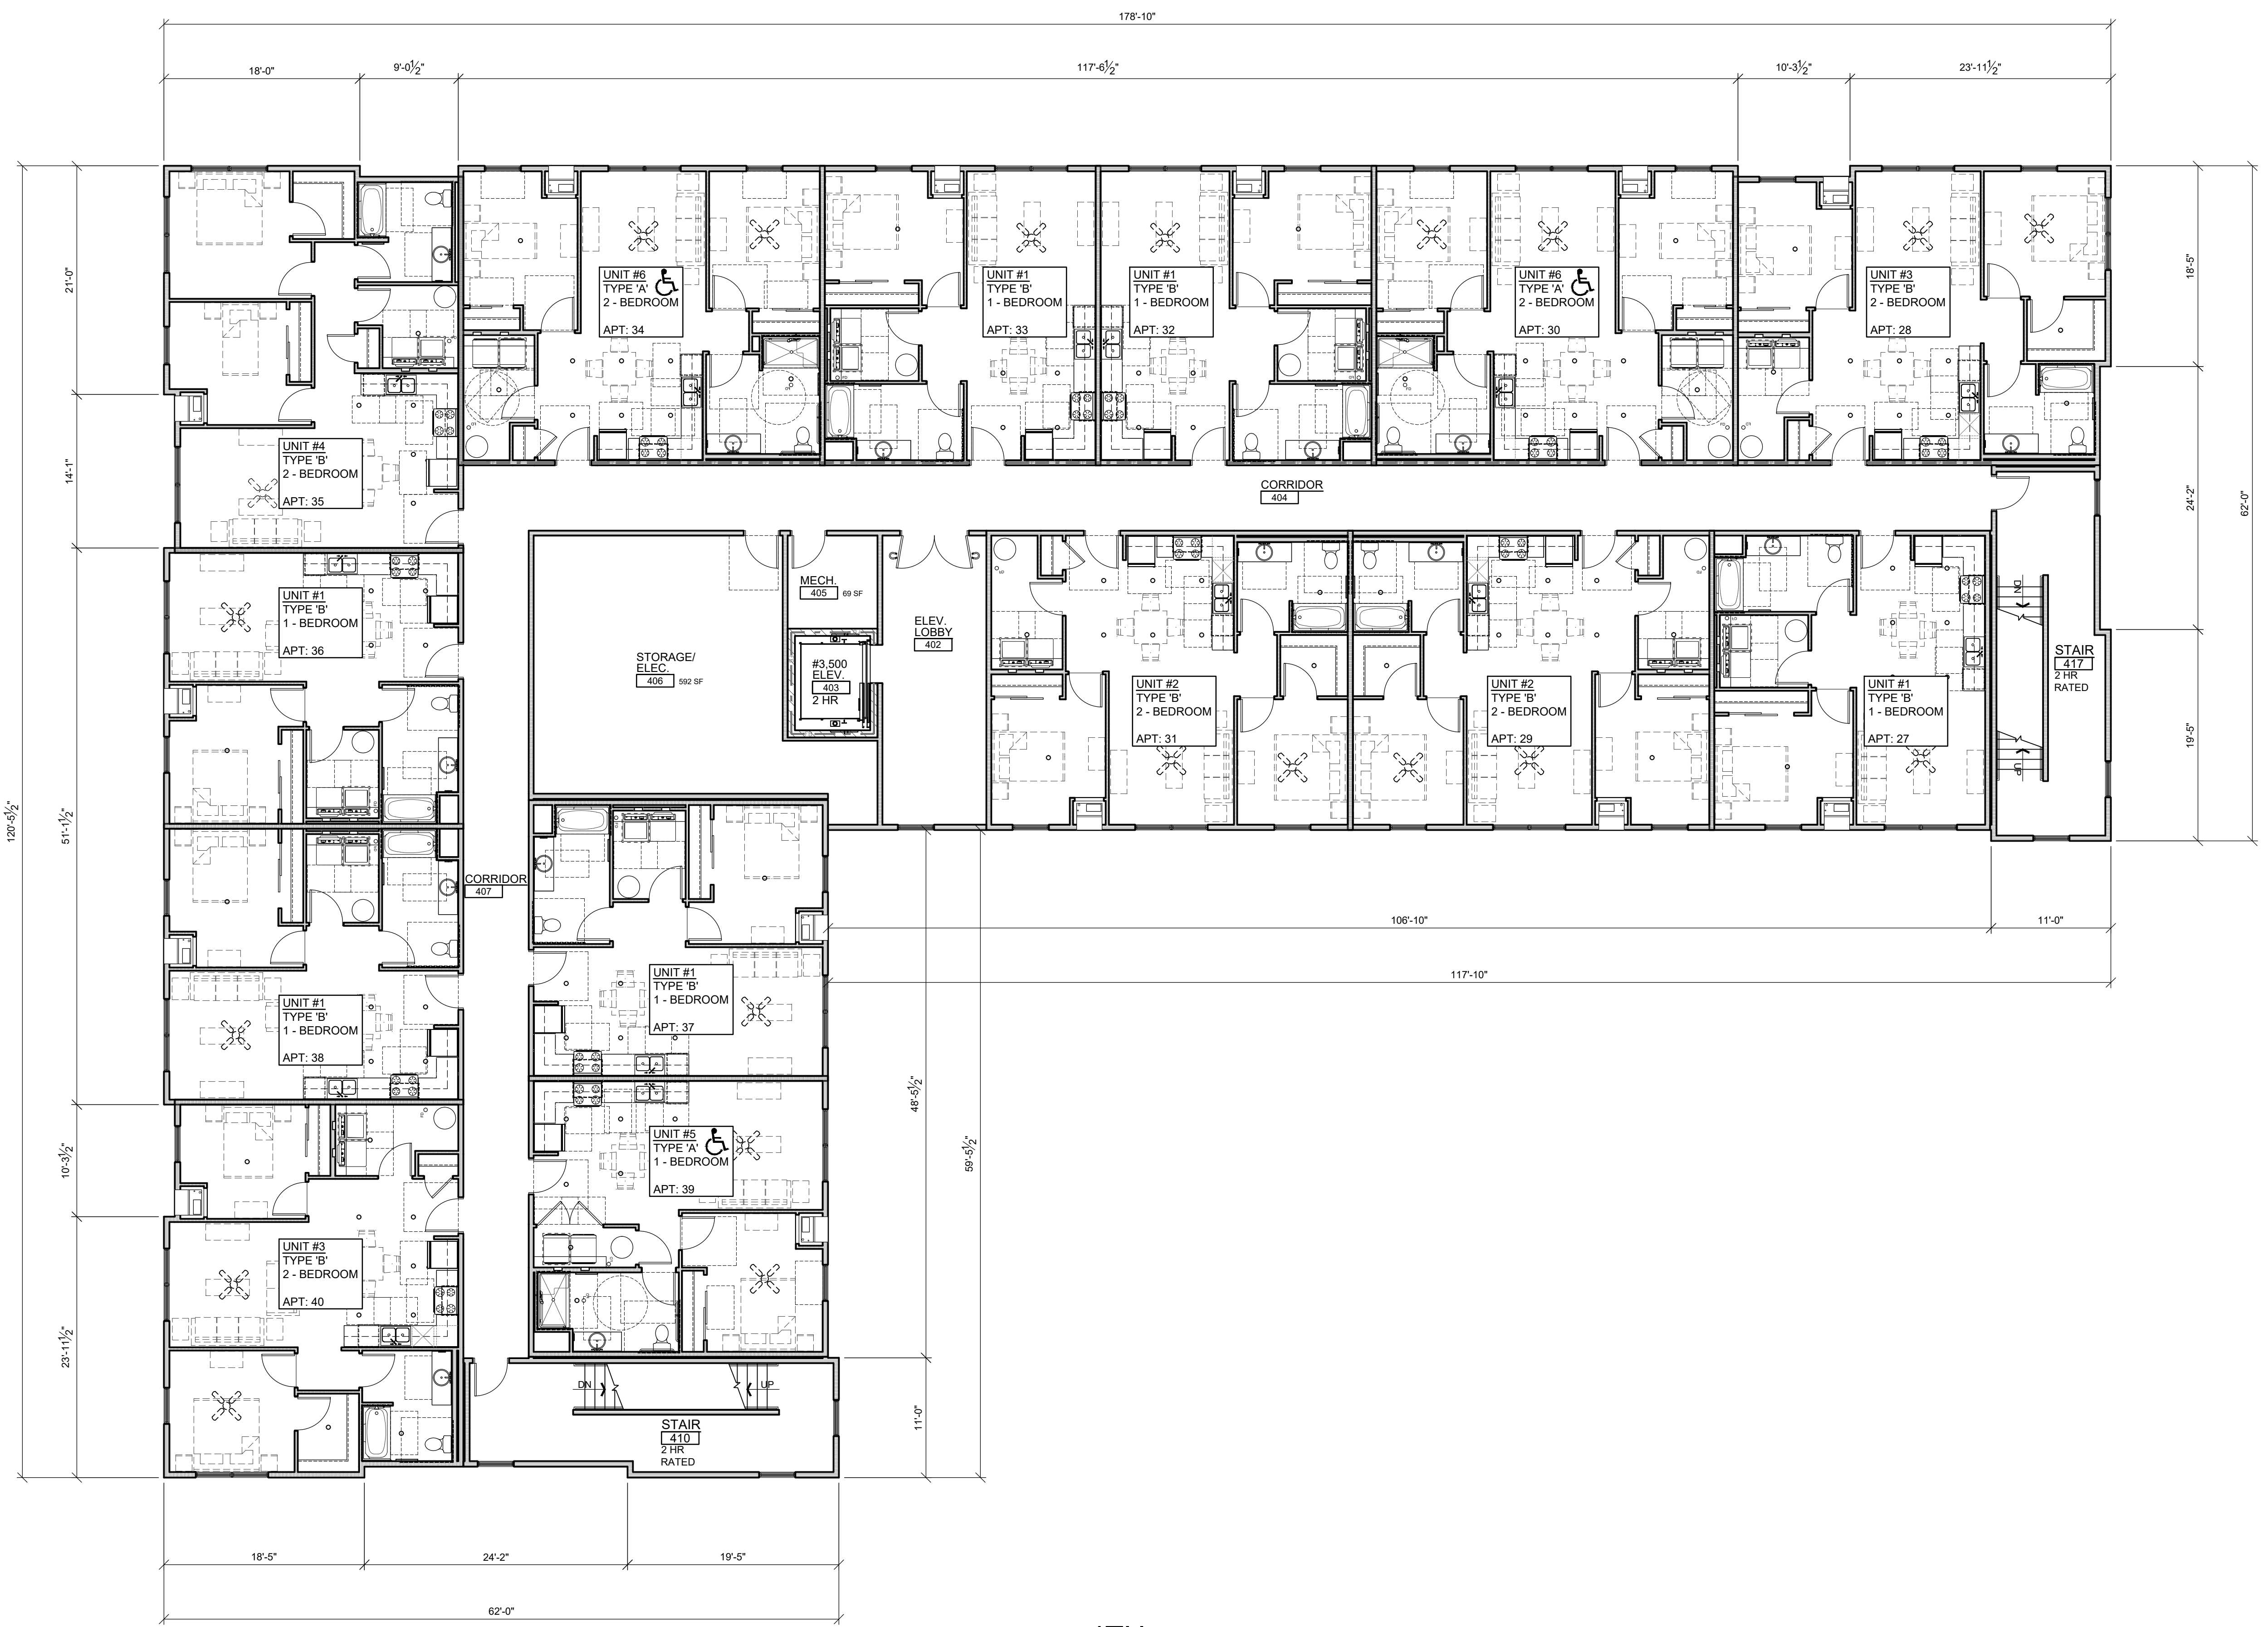 178'-10"
18'-0"
9'-0½"
117'-6½"
10'-3½"
23'-11½"
120'-5½"
21'-0"
14'-1"
51'-1½"
10'-3½"
23'-11½"
18'-5"
24'-2"
19'-5"
62'-0"
UNIT #6
TYPE 'A'
2 - BEDROOM
APT: 34
UNIT #1
TYPE 'B'
1 - BEDROOM
APT: 33
UNIT #1
TYPE 'B'
1 - BEDROOM
APT: 32
UNIT #6
TYPE 'A'
2 - BEDROOM
APT: 30
UNIT #3
TYPE 'B'
2 - BEDROOM
APT: 28
UNIT #4
TYPE 'B'
2 - BEDROOM
APT: 35
CORRIDOR
404
UNIT #1
TYPE 'B'
1 - BEDROOM
APT: 36
STORAGE/
ELEC.
406 592 SF
MECH.
405 69 SF
#3,500
ELEV.
403
2 HR
ELEV.
LOBBY
402
UNIT #2
TYPE 'B'
2 - BEDROOM
APT: 31
UNIT #2
TYPE 'B'
2 - BEDROOM
APT: 29
UNIT #1
TYPE 'B'
1 - BEDROOM
APT: 27
DN
UP
STAIR
417
2 HR
RATED
CORRIDOR
407
106'-10"
11'-0"
117'-10"
UNIT #1
TYPE 'B'
1 - BEDROOM
APT: 37
UNIT #1
TYPE 'B'
1 - BEDROOM
APT: 38
48'-5½"
59'-5½"
11'-0"
UNIT #5
TYPE 'A'
1 - BEDROOM
APT: 39
UNIT #3
TYPE 'B'
2 - BEDROOM
APT: 40
DN
UP
STAIR
410
2 HR
RATED
18'-5"
24'-2"
19'-5"
62'-0"